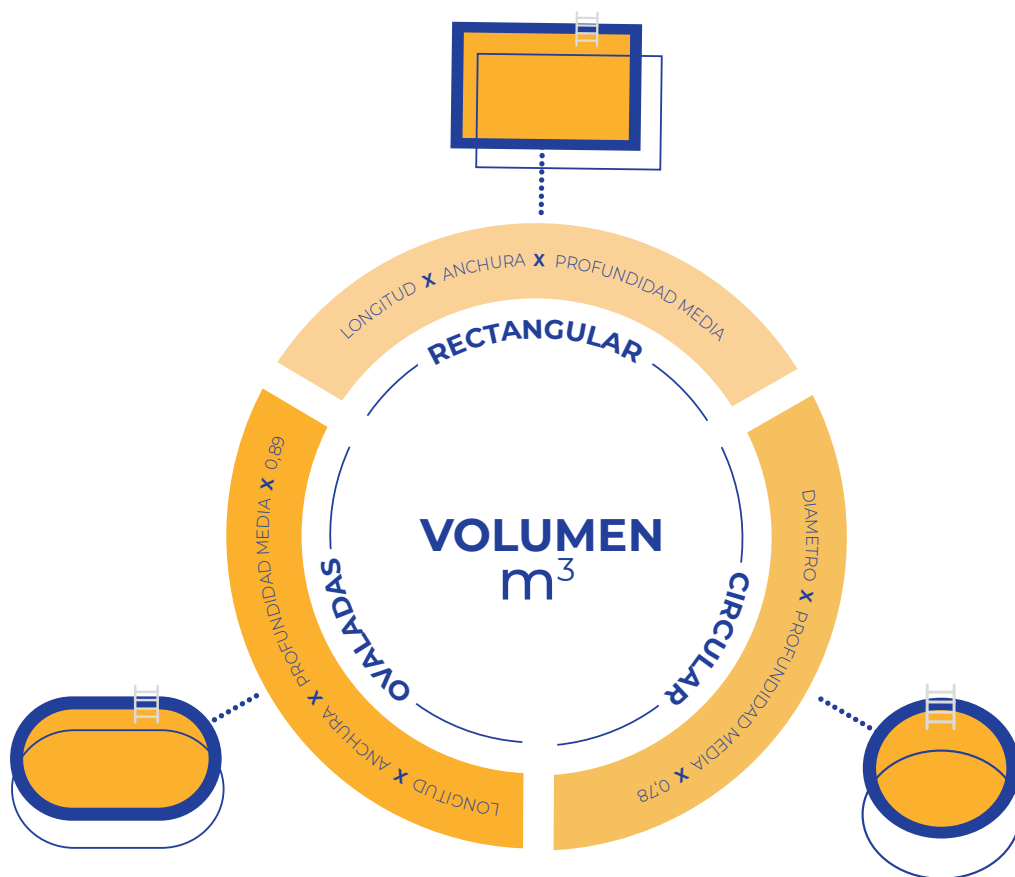 LONGITUD X ANCHURA X PROFUNDIDAD MEDIA
RECTANGULAR
LONGITUD X ANCHURA X PROFUNDIDAD MEDIA X 0,89
OVALADAS
VOLUMEN
m³
CIRCULAR
DIAMETRO X PROFUNDIDAD MEDIA X 0,78